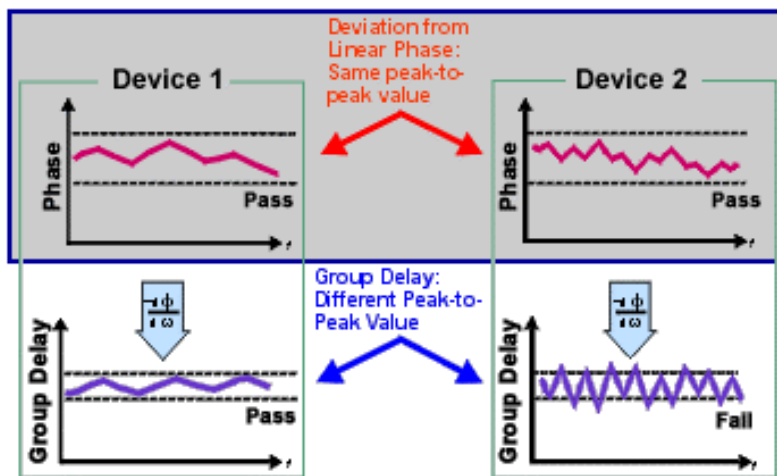 Deviation from
Linear Phase:
Same peak-to-
peak value
Device 1
Device 2
Phase
Pass
f
Phase
Pass
f
Group Delay:
Different Peak-to-
Peak Value
Group Delay
Pass
f
Group Delay
Fail
f